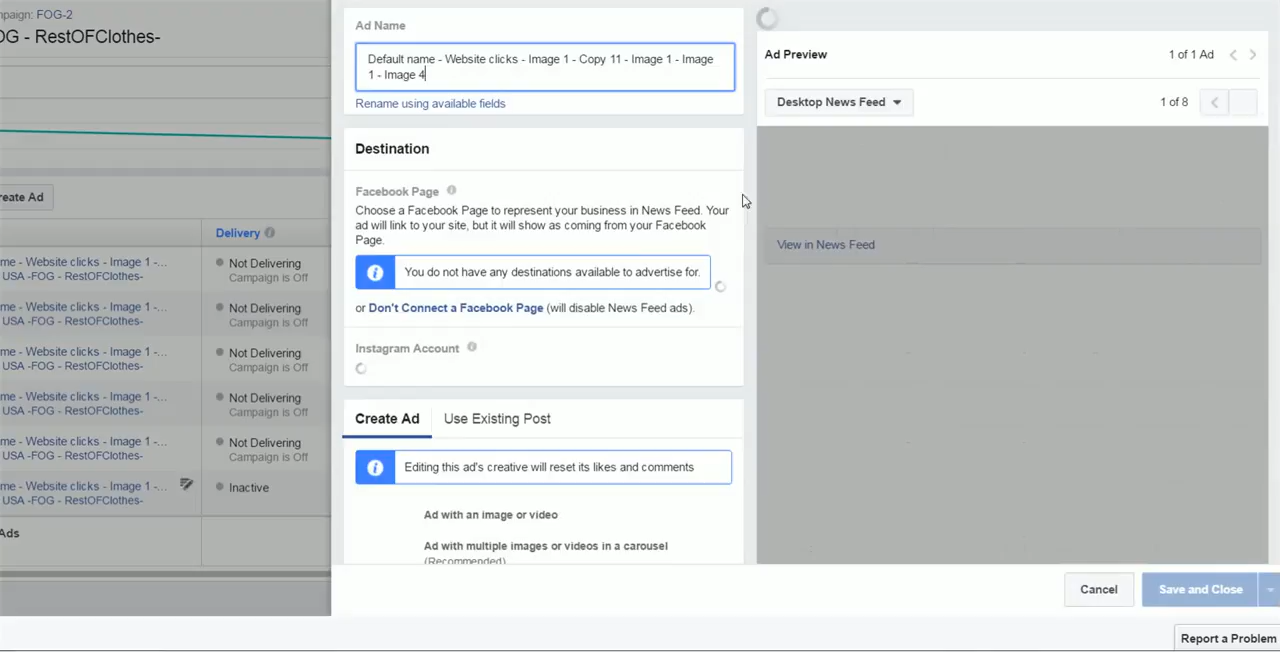 mpaign: FOG-2
OG - RestOFClothes-
reate Ad
Delivery
me - Website clicks - Image 1 -...
USA -FOG - RestOFClothes-
Not Delivering
Campaign is Off
me - Website clicks - Image 1 -...
USA -FOG - RestOFClothes-
Not Delivering
Campaign is Off
me - Website clicks - Image 1 -...
USA -FOG - RestOFClothes-
Not Delivering
Campaign is Off
me - Website clicks - Image 1 -...
USA -FOG - RestOFClothes-
Not Delivering
Campaign is Off
me - Website clicks - Image 1 -...
USA -FOG - RestOFClothes-
Not Delivering
Campaign is Off
me - Website clicks - Image 1 -...
USA -FOG - RestOFClothes-
Inactive
Ads
Ad Name
Default name - Website clicks - Image 1 - Copy 11 - Image 1 - Image
1 - Image 4
Rename using available fields
Destination
Facebook Page
Choose a Facebook Page to represent your business in News Feed. Your
ad will link to your site, but it will show as coming from your Facebook
Page.
You do not have any destinations available to advertise for.
or Don't Connect a Facebook Page (will disable News Feed ads).
Instagram Account
Create Ad
Use Existing Post
Editing this ad's creative will reset its likes and comments
Ad with an image or video
Ad with multiple images or videos in a carousel
(Recommended)
Ad Preview
1 of 1 Ad
Desktop News Feed
1 of 8
View in News Feed
Cancel
Save and Close
Report a Problem